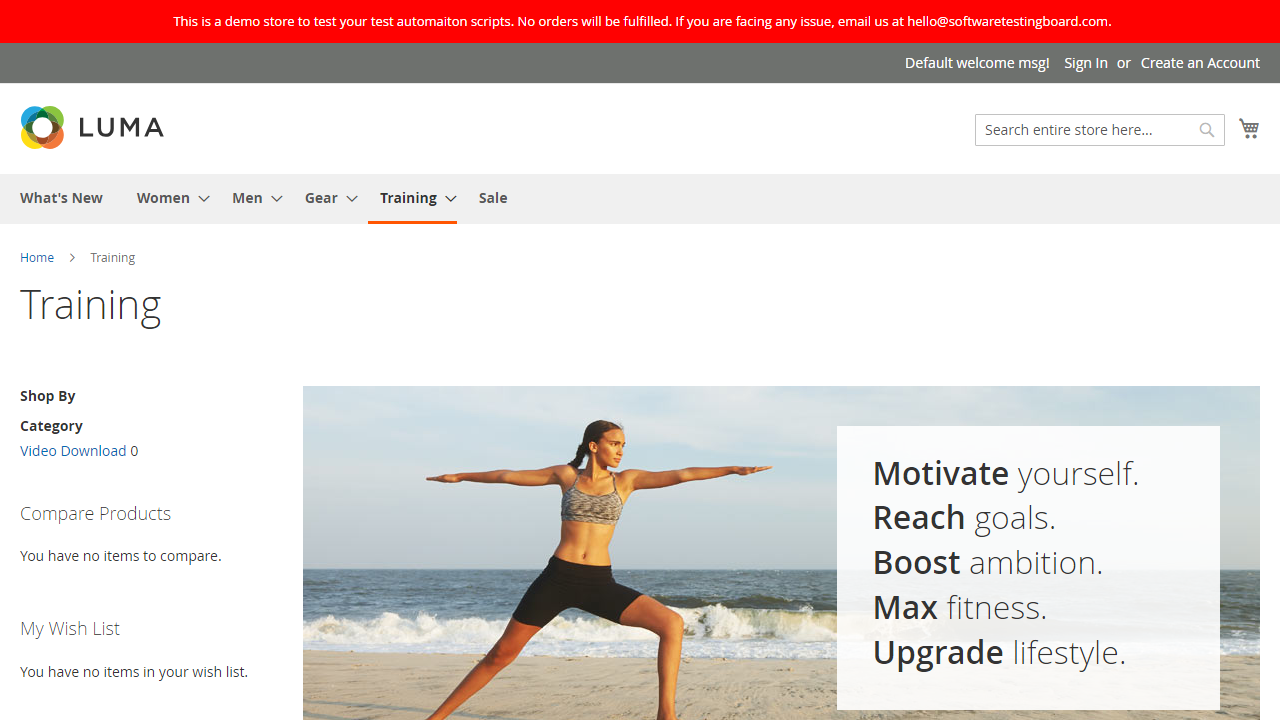 This is a demo store to test your test automaiton scripts. No orders will be fulfilled. If you are facing any issue, email us at hello@softwaretestingboard.com.
Default welcome msg! Sign In or Create an Account
LUMA
Search entire store here...
What's New Women Men Gear Training Sale
Home > Training
Training
Shop By
Category
Video Download 0
Compare Products
You have no items to compare.
My Wish List
You have no items in your wish list.
Motivate yourself.
Reach goals.
Boost ambition.
Max fitness.
Upgrade lifestyle.